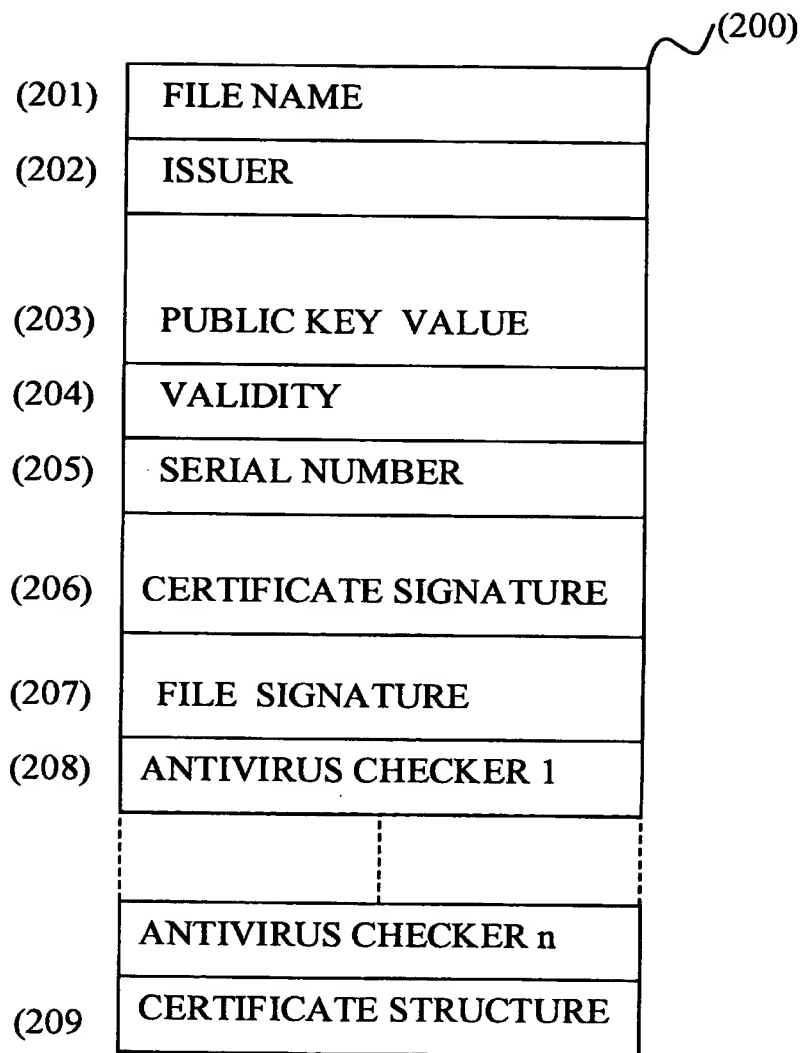 (200)
(201) FILE NAME
(202) ISSUER
(203) PUBLIC KEY VALUE
(204) VALIDITY
(205) SERIAL NUMBER
(206) CERTIFICATE SIGNATURE
(207) FILE SIGNATURE
(208) ANTIVIRUS CHECKER 1
ANTIVIRUS CHECKER n
(209 CERTIFICATE STRUCTURE